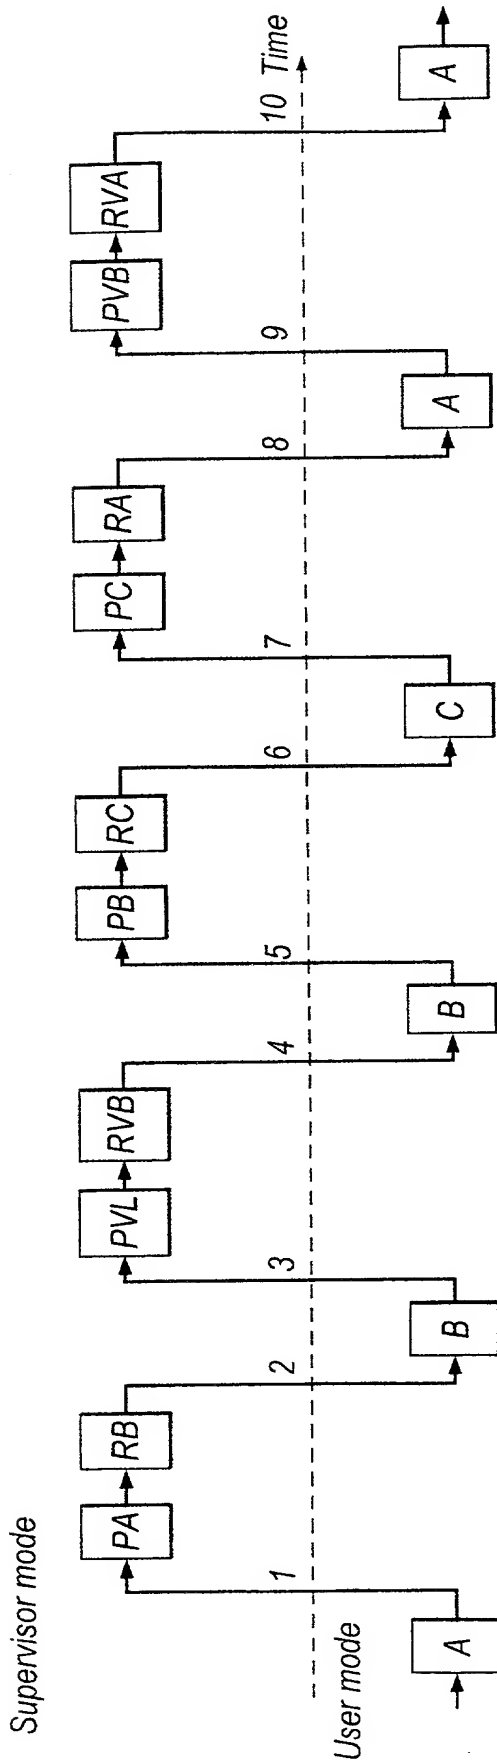 Supervisor mode
PA RB PVL RVB PB RC PC RA PVB RVA
1 2 3 4 5 6 7 8 9 10 Time
User mode
A B B C A A